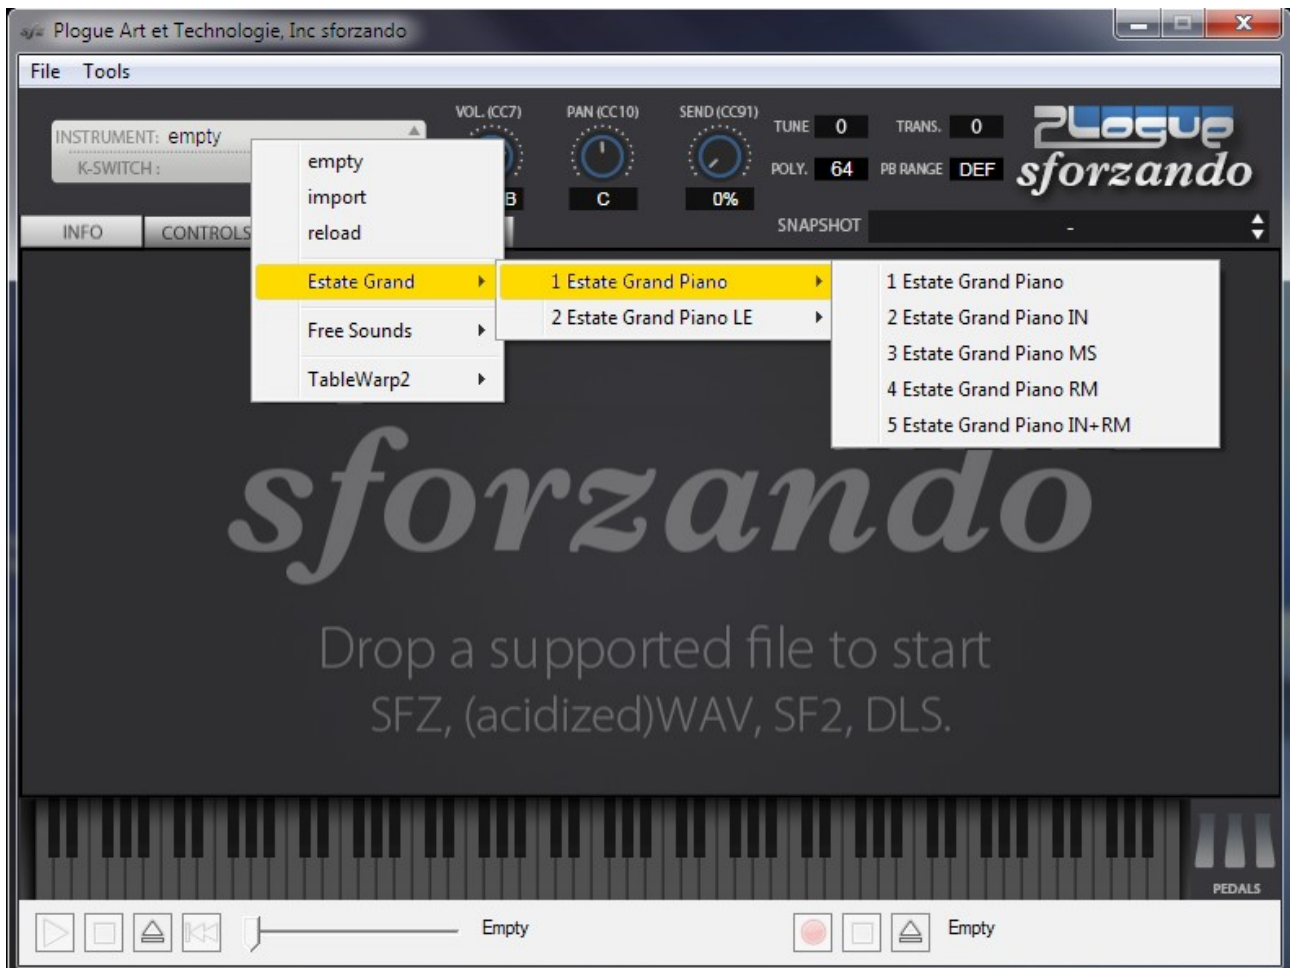 sfz Plogue Art et Technologie, Inc sforzando
File Tools
INSTRUMENT: empty
K-SWITCH :
VOL. (CC7) PAN (CC10) SEND (CC91)
B C 0%
TUNE 0 TRANS. 0
POLY. 64 PB RANGE DEF
Plogue
sforzando
INFO CONTROLS
SNAPSHOT -
empty
import
reload
Estate Grand
Free Sounds
TableWarp2
1 Estate Grand Piano
2 Estate Grand Piano LE
1 Estate Grand Piano
2 Estate Grand Piano IN
3 Estate Grand Piano MS
4 Estate Grand Piano RM
5 Estate Grand Piano IN+RM
sforzando
Drop a supported file to start
SFZ, (acidized)WAV, SF2, DLS.
PEDALS
Empty Empty